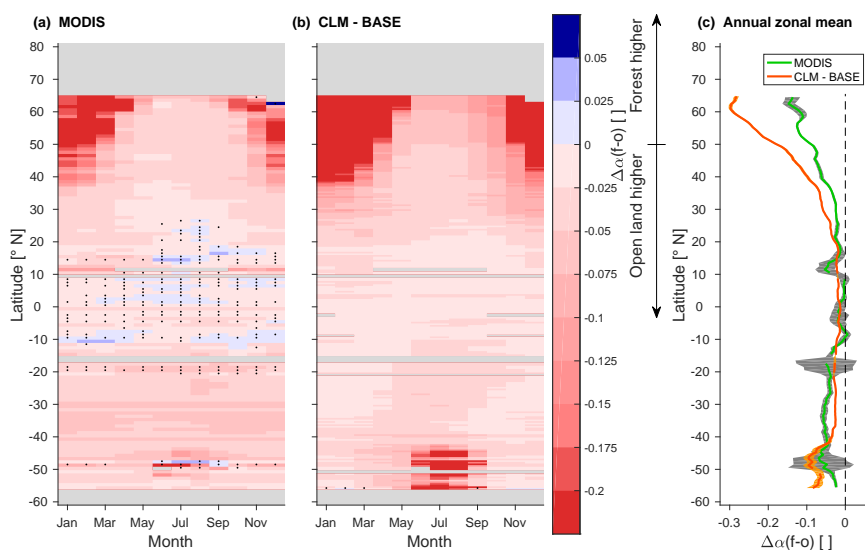 (a) MODIS
(b) CLM - BASE
(c) Annual zonal mean
80
70
60
50
40
30
20
10
0
-10
-20
-30
-40
-50
-60
Latitude [° N]
Jan Mar May Jul Sep Nov
Month
Jan Mar May Jul Sep Nov
Month
0.05
0.025
0
-0.025
-0.05
-0.075
-0.1
-0.125
-0.15
-0.175
-0.2
Δα(f-o) [ ]
Open land higher
Forest higher
MODIS
CLM - BASE
80
70
60
50
40
30
20
10
0
-10
-20
-30
-40
-50
-60
Latitude [° N]
-0.3 -0.2 -0.1 0
Δα(f-o) [ ]